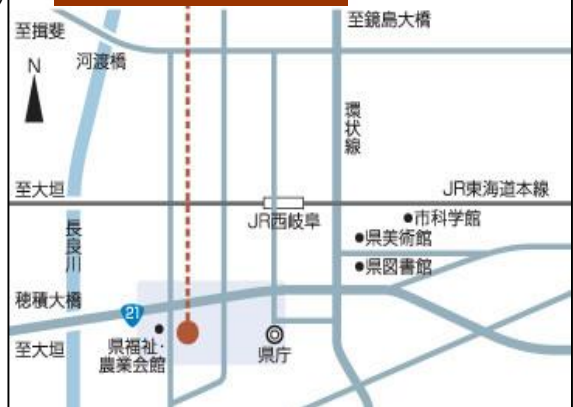 至揖斐
至鏡島大橋
河渡橋
N
環状線
至大垣
JR東海道本線
JR西岐阜
市科学館
県美術館
長良川
県図書館
穂積大橋
21
至大垣
県福祉・
農業会館
県庁